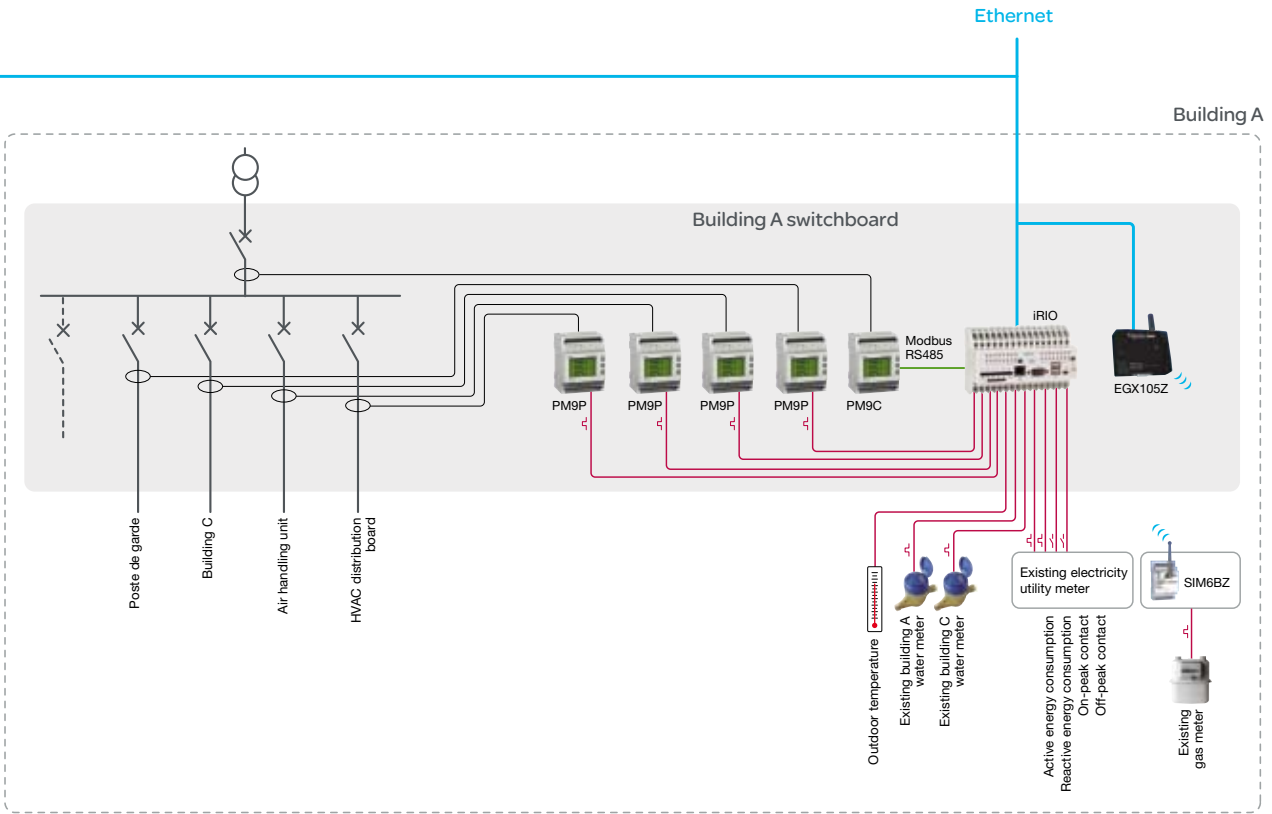 Ethernet
Building A
Building A switchboard
iRIO
Modbus
RS485
EGX105Z
PM9P
PM9P
PM9P
PM9P
PM9C
Poste de garde
Building C
Air handling unit
HVAC distribution
board
Existing electricity
utility meter
SIM6BZ
Outdoor temperature
Existing building A
water meter
Existing building C
water meter
Active energy consumption
Reactive energy consumption
On-peak contact
Off-peak contact
Existing
gas meter